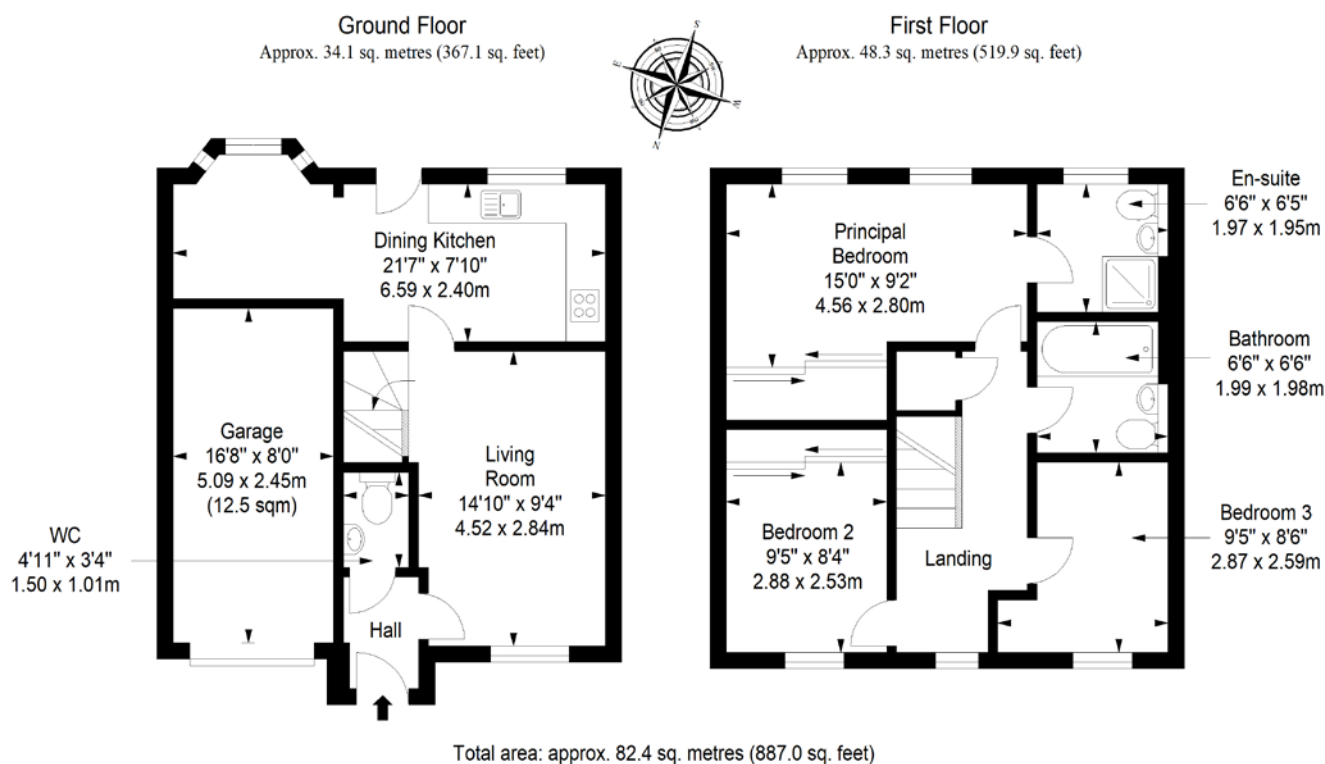 Ground Floor
Approx. 34.1 sq. metres (367.1 sq. feet)
First Floor
Approx. 48.3 sq. metres (519.9 sq. feet)
S
E
W
N
Dining Kitchen
21'7" x 7'10"
6.59 x 2.40m
Garage
16'8" x 8'0"
5.09 x 2.45m
(12.5 sqm)
Living
Room
14'10" x 9'4"
4.52 x 2.84m
WC
4'11" x 3'4"
1.50 x 1.01m
Hall
Principal
Bedroom
15'0" x 9'2"
4.56 x 2.80m
En-suite
6'6" x 6'5"
1.97 x 1.95m
Bathroom
6'6" x 6'6"
1.99 x 1.98m
Bedroom 2
9'5" x 8'4"
2.88 x 2.53m
Landing
Bedroom 3
9'5" x 8'6"
2.87 x 2.59m
Total area: approx. 82.4 sq. metres (887.0 sq. feet)